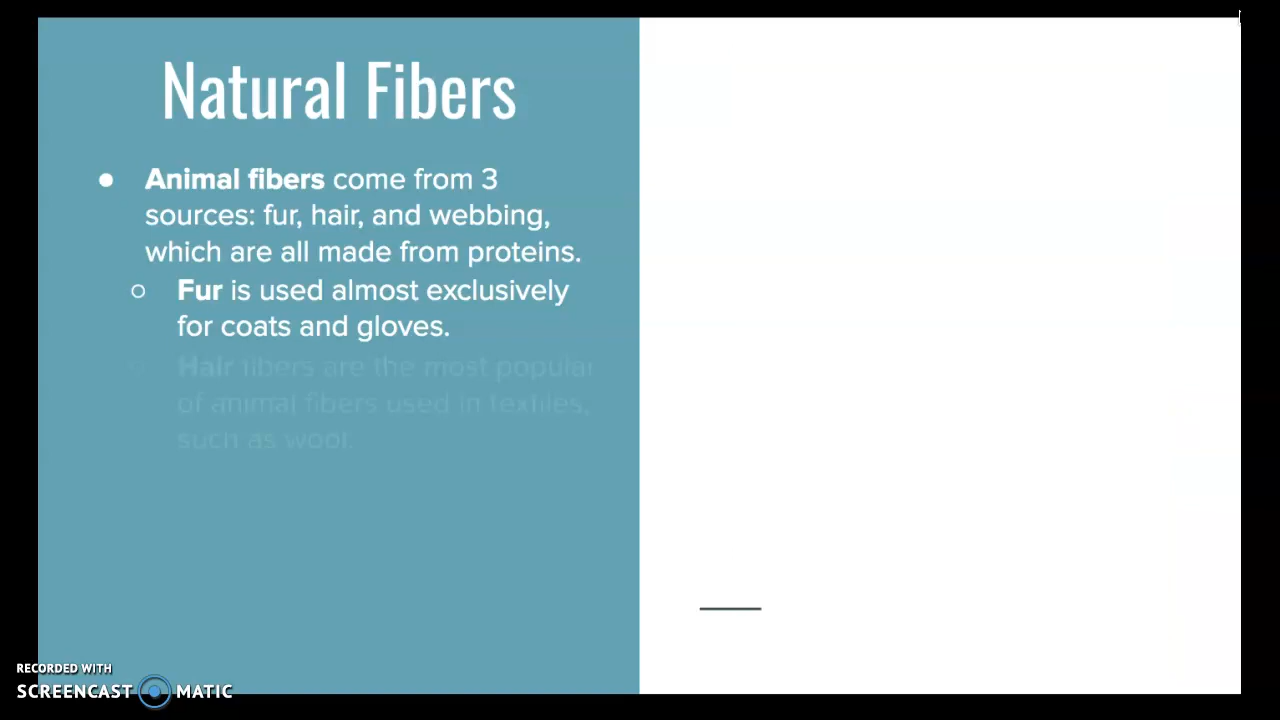 Natural Fibers
● Animal fibers come from 3
sources: fur, hair, and webbing,
which are all made from proteins.
○ Fur is used almost exclusively
for coats and gloves.
○ Hair fibers are the most popular
of animal fibers used in textiles,
such as wool.
RECORDED WITH
SCREENCAST MATIC